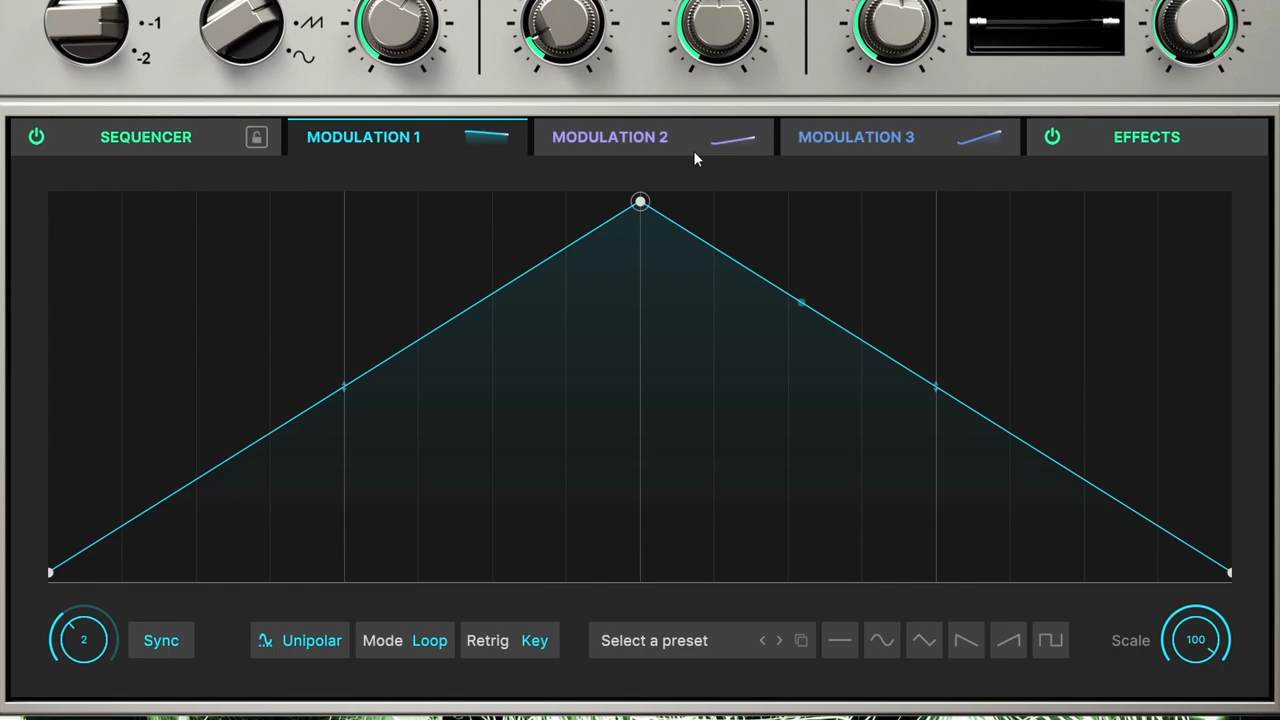 -1
-2
SEQUENCER
MODULATION 1
MODULATION 2
MODULATION 3
EFFECTS
2
Sync
Unipolar
Mode Loop
Retrig Key
Select a preset
Scale
100